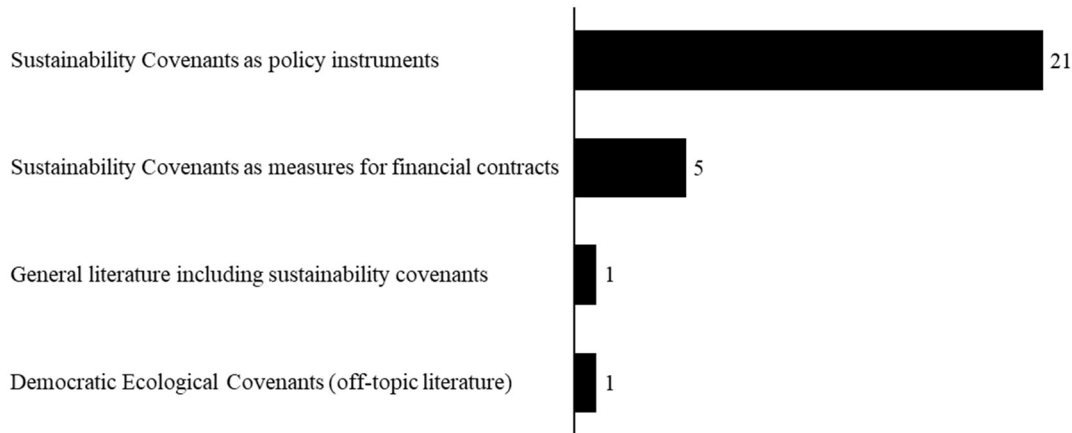 Sustainability Covenants as policy instruments 21
Sustainability Covenants as measures for financial contracts 5
General literature including sustainability covenants 1
Democratic Ecological Covenants (off-topic literature) 1